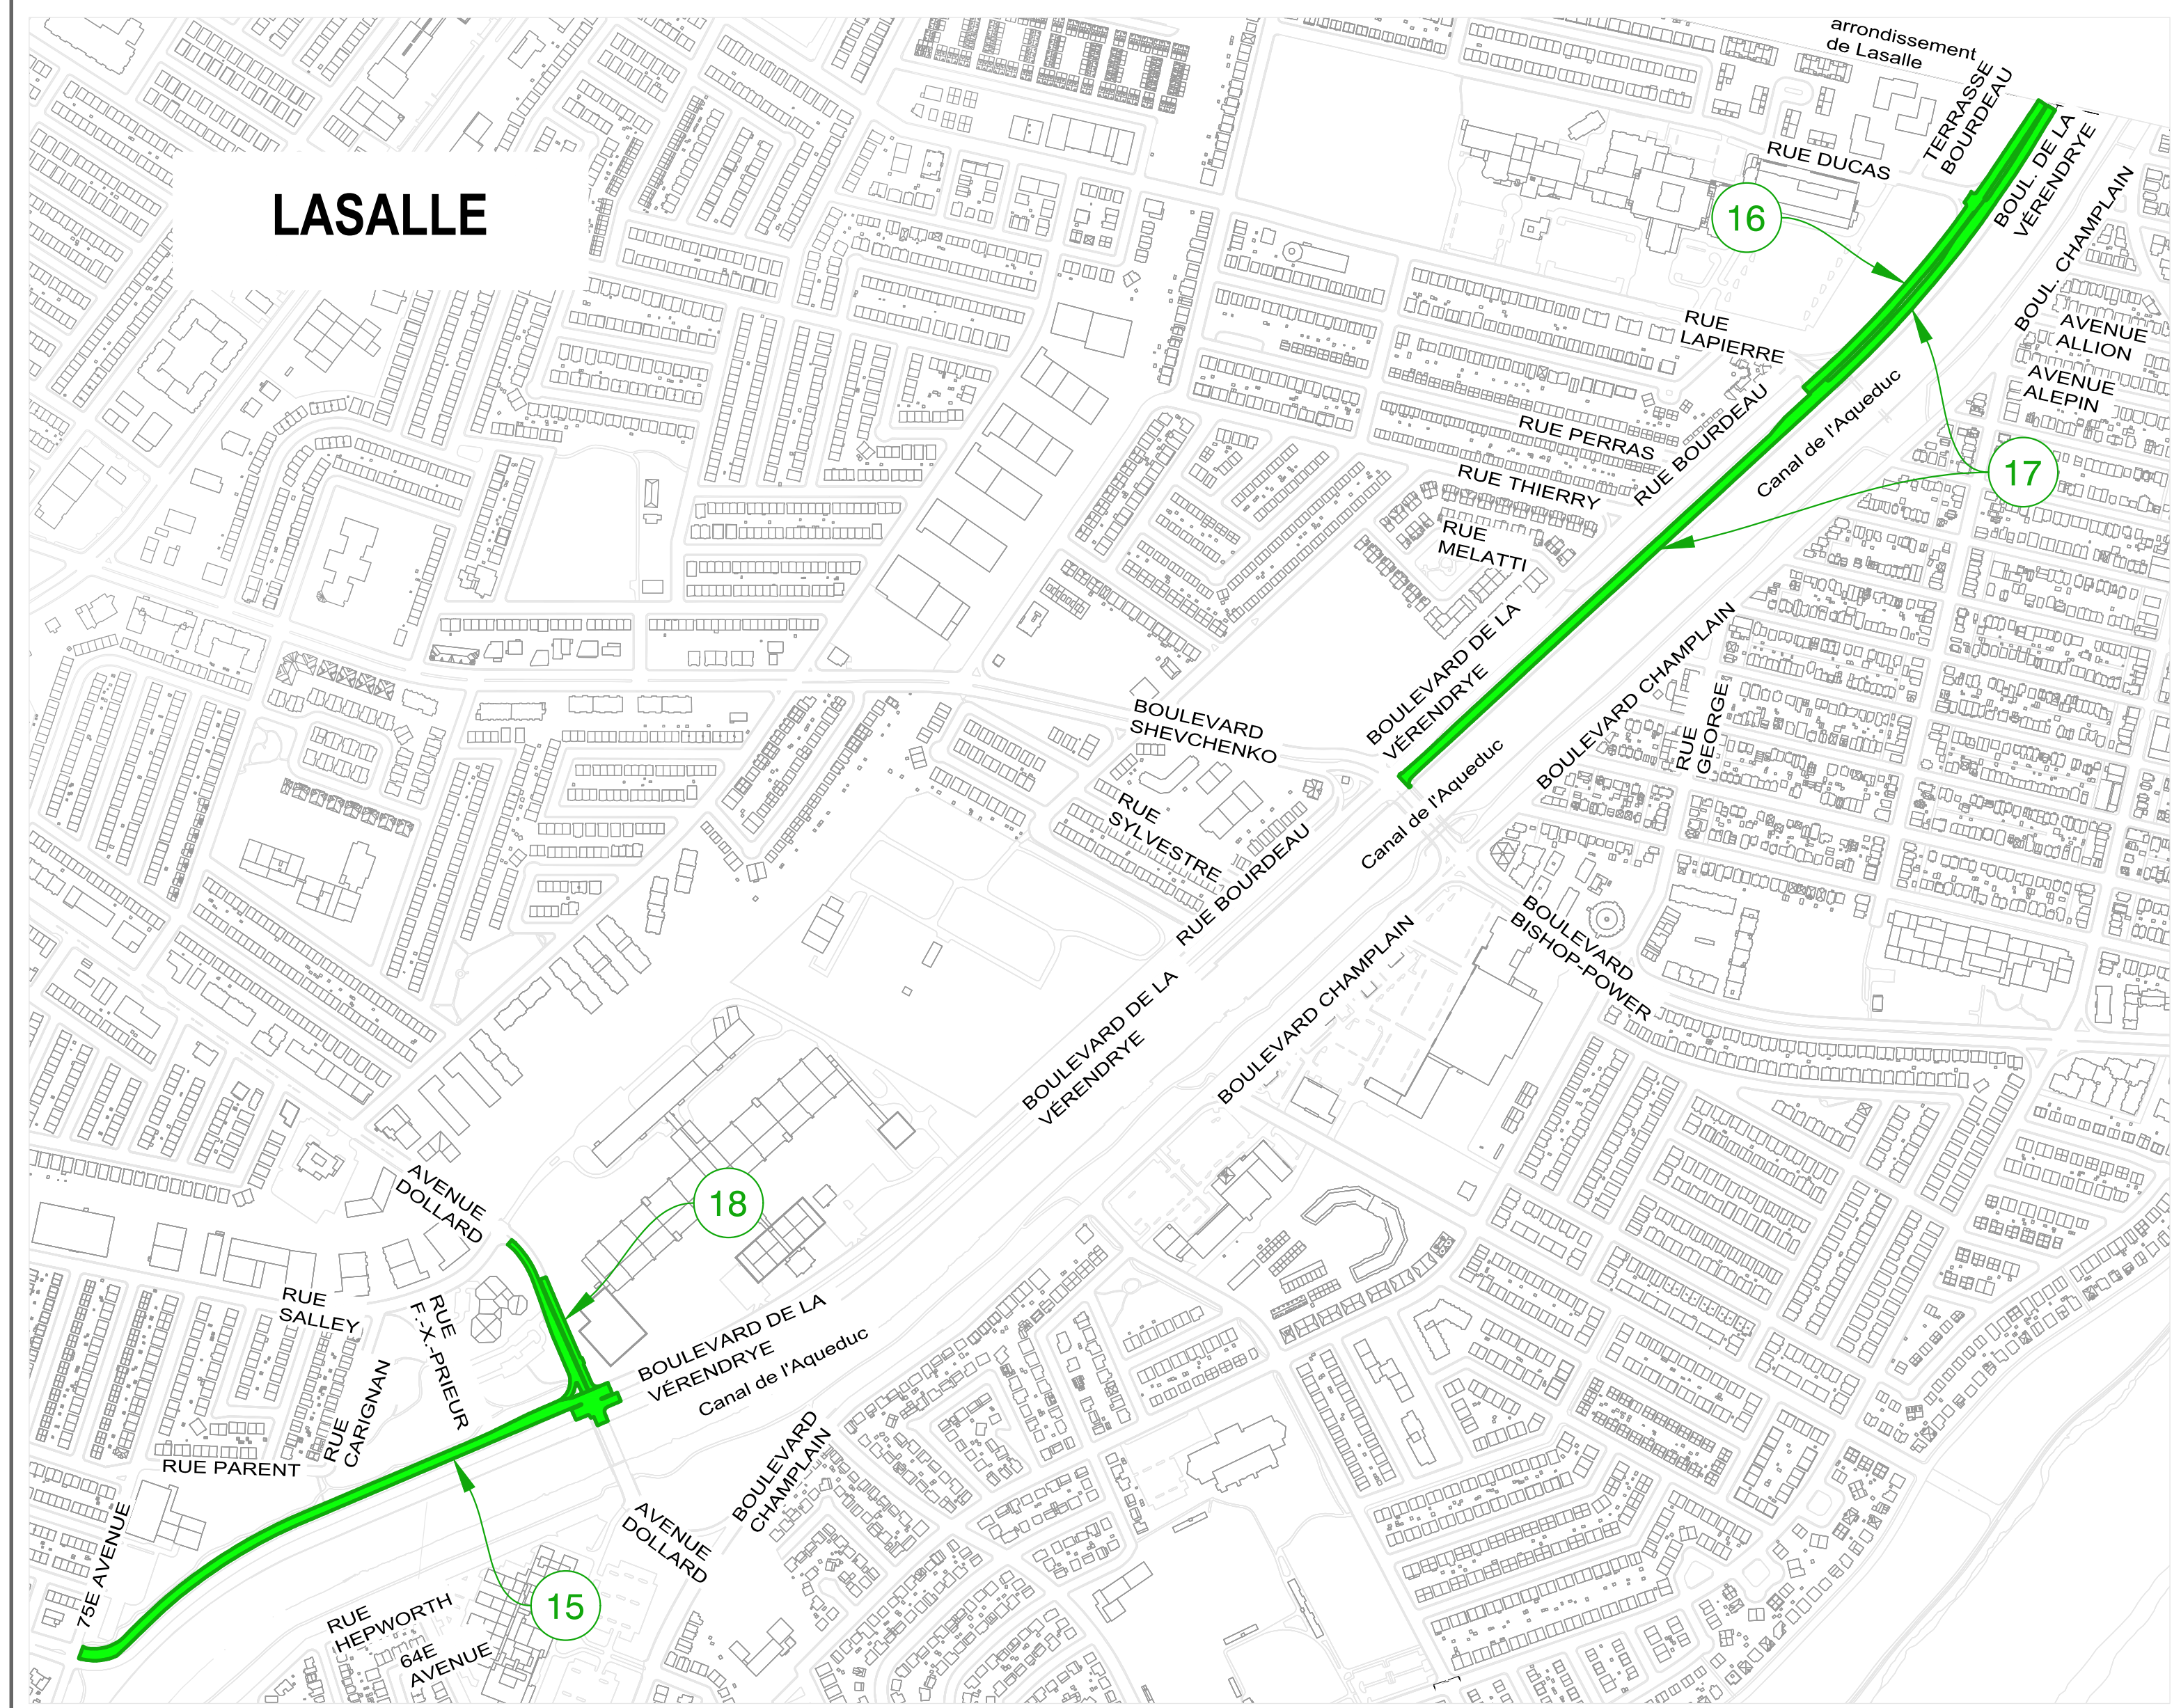 arrondissement
de Lasalle
TERRASSE
BOURDEAU
LASALLE
RUE DUCAS
BOUL. DE LA
VÉRENDRYE
16
BOUL. CHAMPLAIN
RUE
LAPIERRE
AVENUE
ALLION
AVENUE
ALEPIN
RUE BOURDEAU
Canal de l'Aqueduc
RUE PERRAS
17
RUE THIERRY
RUE
MELATTI
BOULEVARD DE LA
VÉRENDRYE
BOULEVARD CHAMPLAIN
RUE
GEORGE
BOULEVARD
SHEVCHENKO
Canal de l'Aqueduc
RUE
SYLVESTRE
RUE BOURDEAU
BOULEVARD
BISHOP-POWER
BOULEVARD CHAMPLAIN
BOULEVARD DE LA
VÉRENDRYE
AVENUE
DOLLARD
18
RUE
SALLEY
RUE
F.-X.-PRIEUR
BOULEVARD DE LA
VÉRENDRYE
Canal de l'Aqueduc
RUE
CARIGNAN
RUE PARENT
BOULEVARD
CHAMPLAIN
75E AVENUE
AVENUE
DOLLARD
15
RUE
HEPWORTH
64E
AVENUE